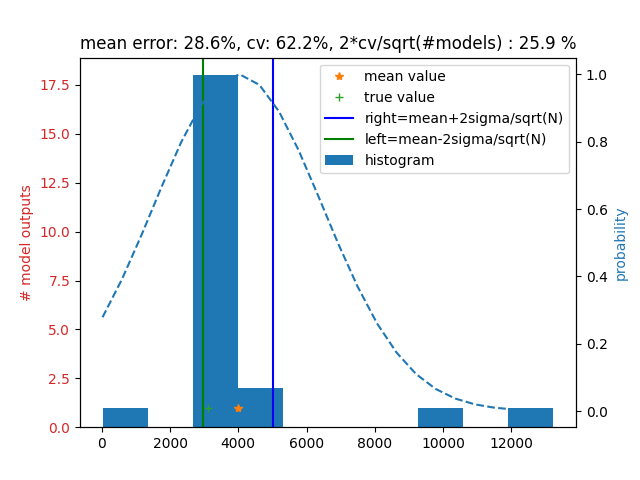 mean error: 28.6%, cv: 62.2%, 2*cv/sqrt(#models) : 25.9 %
mean value
true value
right=mean+2sigma/sqrt(N)
left=mean-2sigma/sqrt(N)
histogram
# model outputs
17.5
15.0
12.5
10.0
7.5
5.0
2.5
0.0
1.0
0.8
0.6
0.4
0.2
0.0
probability
0 2000 4000 6000 8000 10000 12000